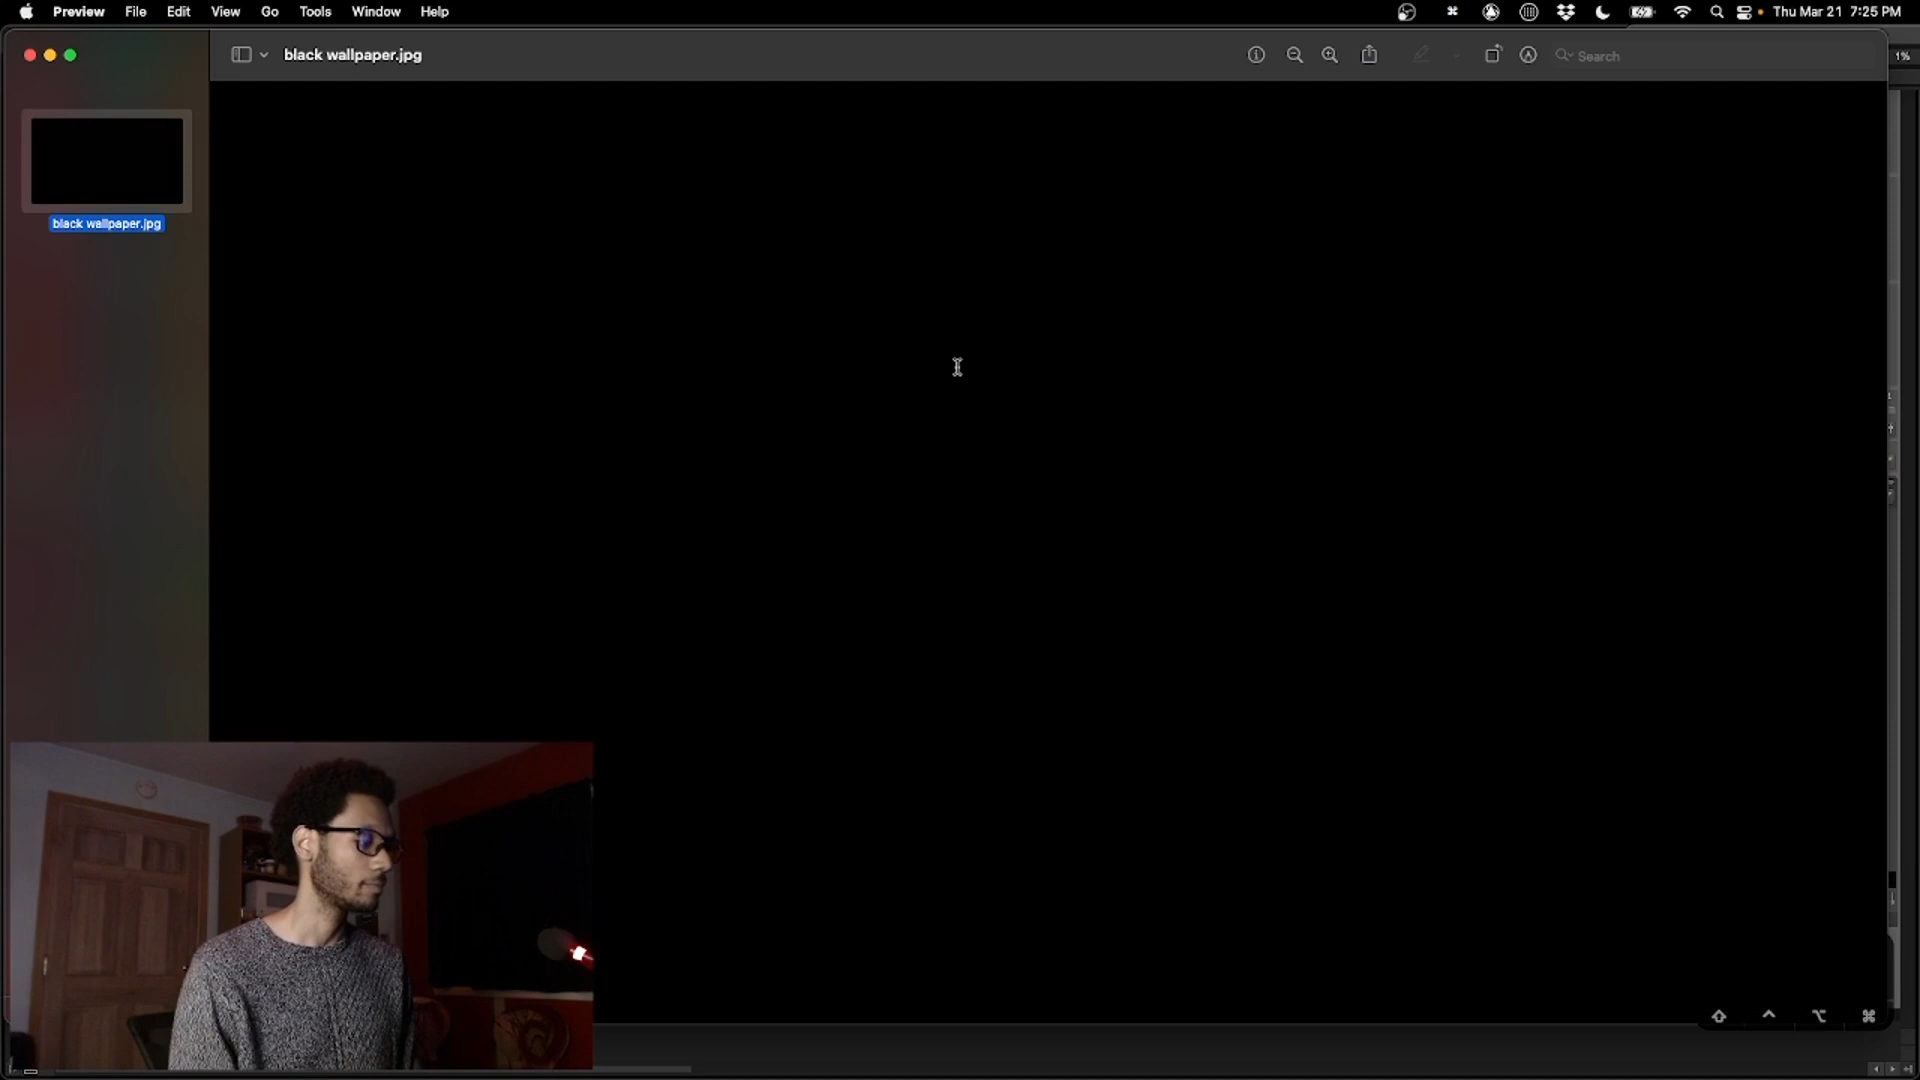 Preview File Edit View Go Tools Window Help Thu Mar 21 7:25 PM
black wallpaper.jpg Search 1%
black wallpaper.jpg